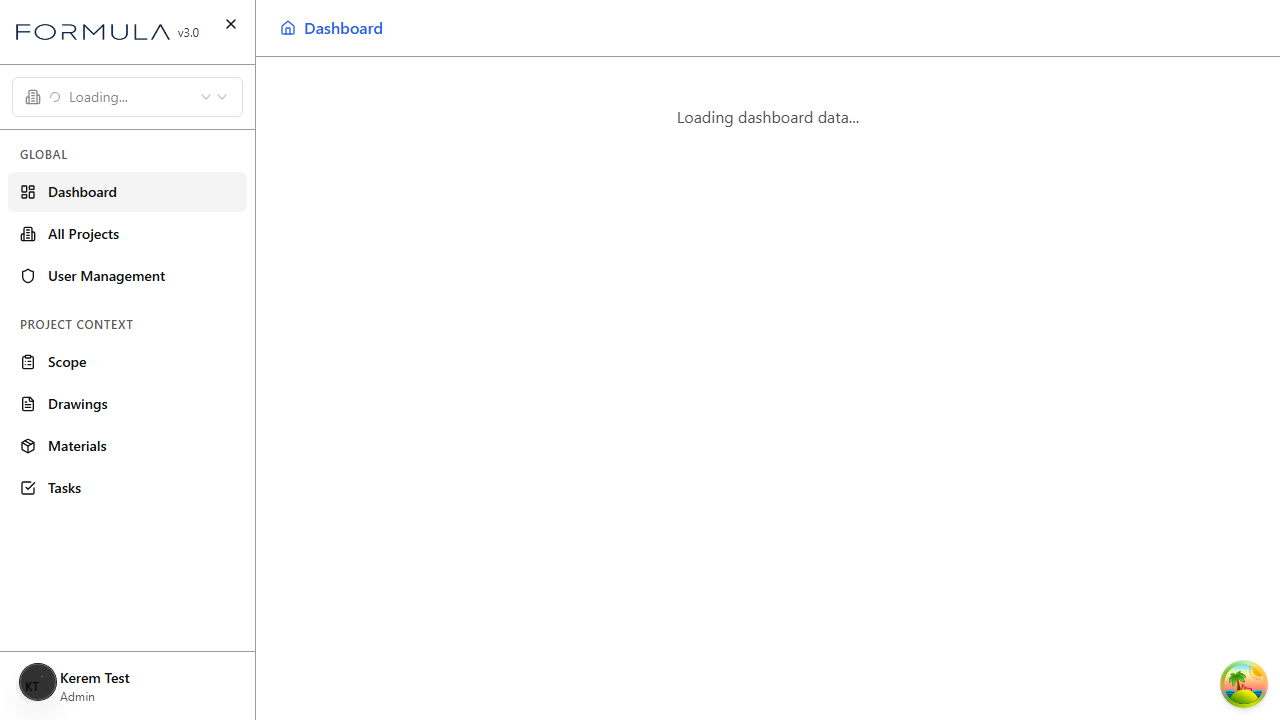 FORMULA v3.0
Loading...
GLOBAL
Dashboard
All Projects
User Management
PROJECT CONTEXT
Scope
Drawings
Materials
Tasks
KT
Kerem Test
Admin
Dashboard
Loading dashboard data...